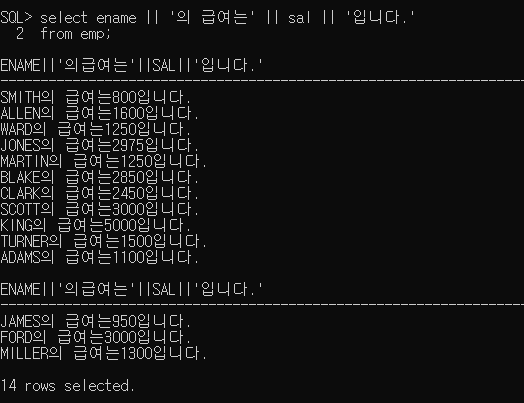 SQL> select ename || '의 급여는' || sal || '입니다.'
  2  from emp;
ENAME||'의급여는'||SAL||'입니다.'
--------------------------------------------------------------------------------
SMITH의 급여는800입니다.
ALLEN의 급여는1600입니다.
WARD의 급여는1250입니다.
JONES의 급여는2975입니다.
MARTIN의 급여는1250입니다.
BLAKE의 급여는2850입니다.
CLARK의 급여는2450입니다.
SCOTT의 급여는3000입니다.
KING의 급여는5000입니다.
TURNER의 급여는1500입니다.
ADAMS의 급여는1100입니다.
ENAME||'의급여는'||SAL||'입니다.'
--------------------------------------------------------------------------------
JAMES의 급여는950입니다.
FORD의 급여는3000입니다.
MILLER의 급여는1300입니다.
14 rows selected.